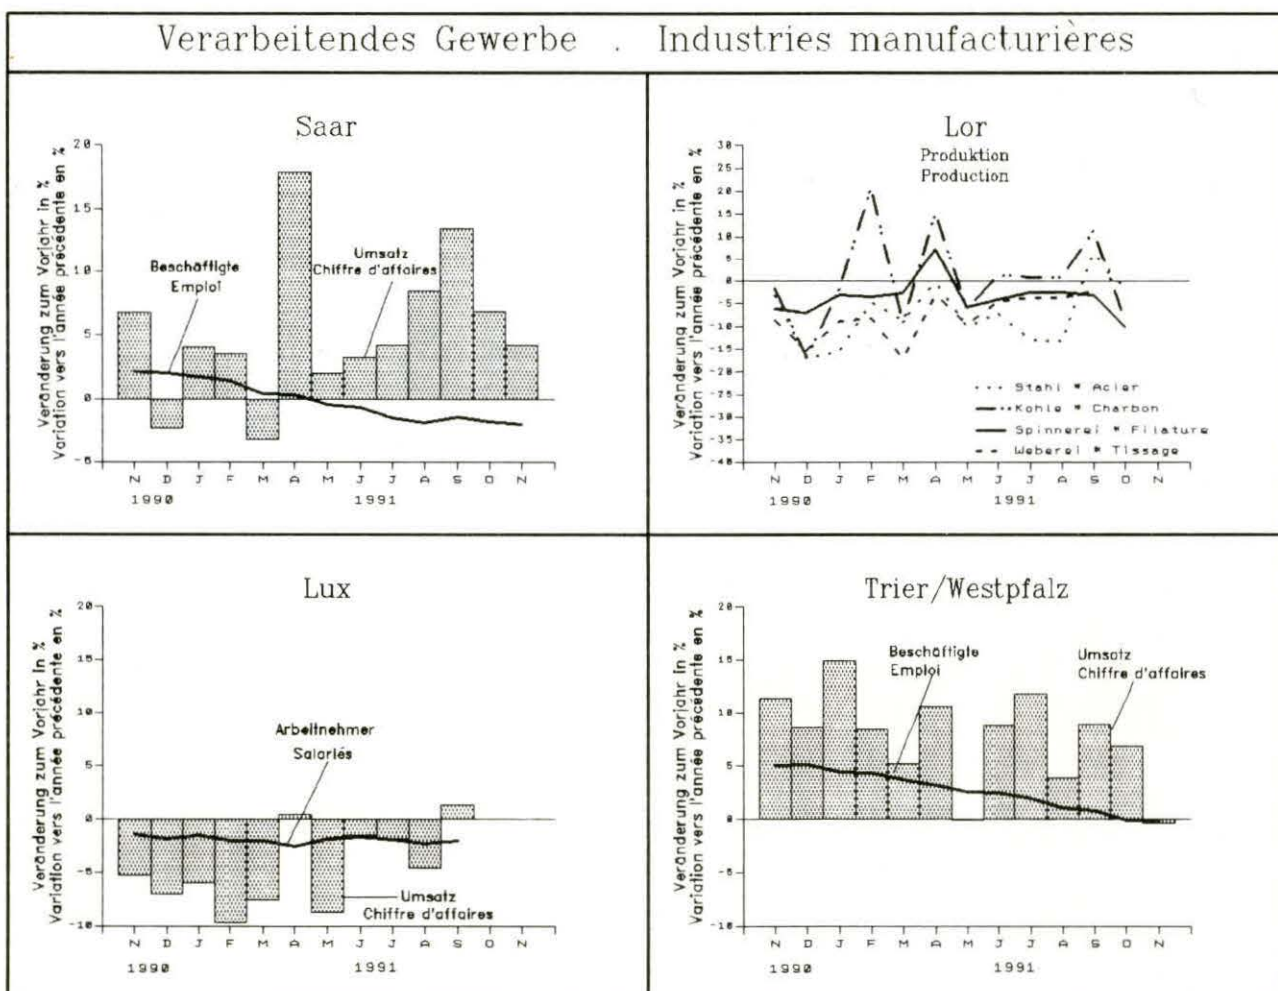 Verarbeitendes Gewerbe . Industries manufacturières
Saar
Veränderung zum Vorjahr in %
Variation vers l'année précédente en %
20
15
10
5
0
-5
Beschäftigte
Emploi
Umsatz
Chiffre d'affaires
N D J F M A M J J A S O N
1990 1991
Lor
Produktion
Production
Veränderung zum Vorjahr in %
Variation vers l'année précédente en %
30
25
20
15
10
5
0
-5
-10
-15
-20
-25
-30
-35
-40
Stahl * Acier
Kohle * Charbon
Spinnerei * Filature
Weberei * Tissage
N D J F M A M J J A S O N
1990 1991
Lux
Veränderung zum Vorjahr in %
Variation vers l'année précédente en %
20
15
10
5
0
-5
-10
Arbeitnehmer
Salariés
Umsatz
Chiffre d'affaires
N D J F M A M J J A S O N
1990 1991
Trier/Westpfalz
Veränderung zum Vorjahr in %
Variation vers l'année précédente en %
20
15
10
5
0
-5
-10
Beschäftigte
Emploi
Umsatz
Chiffre d'affaires
N D J F M A M J J A S O N
1990 1991